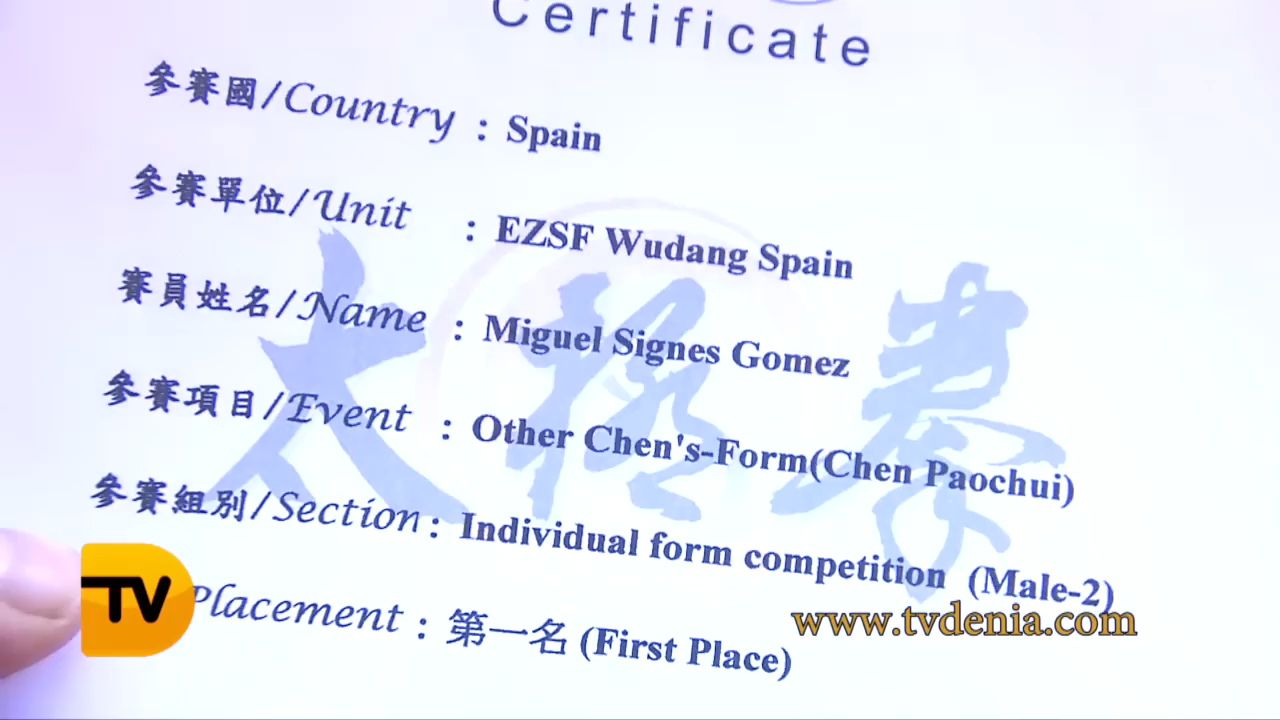 Certificate
參賽國/Country : Spain
參賽單位/Unit : EZSF Wudang Spain
賽員姓名/Name : Miguel Signes Gomez
參賽項目/Event : Other Chen's-Form(Chen Paochui)
參賽組別/Section : Individual form competition (Male-2)
Placement : 第一名 (First Place)
太極拳
TV
www.tvdenia.com